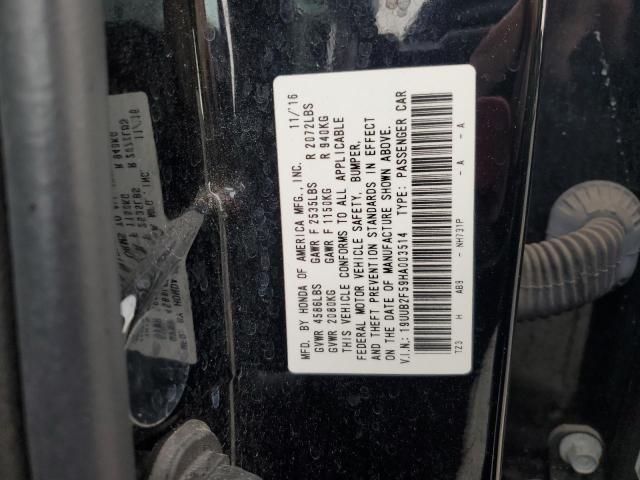 MFD. BY HONDA OF AMERICA MFG., INC. 11/16
GVWR 4586LBS GAWR F 2535LBS R 2072LBS
GVWR 2080KG GAWR F 1150KG R 940KG
THIS VEHICLE CONFORMS TO ALL APPLICABLE
FEDERAL MOTOR VEHICLE SAFETY, BUMPER,
AND THEFT PREVENTION STANDARDS IN EFFECT
ON THE DATE OF MANUFACTURE SHOWN ABOVE.
V.I.N.: 19UUB2F59HA003514 TYPE: PASSENGER CAR
TZ3 H AB9 - NH731P - A - A